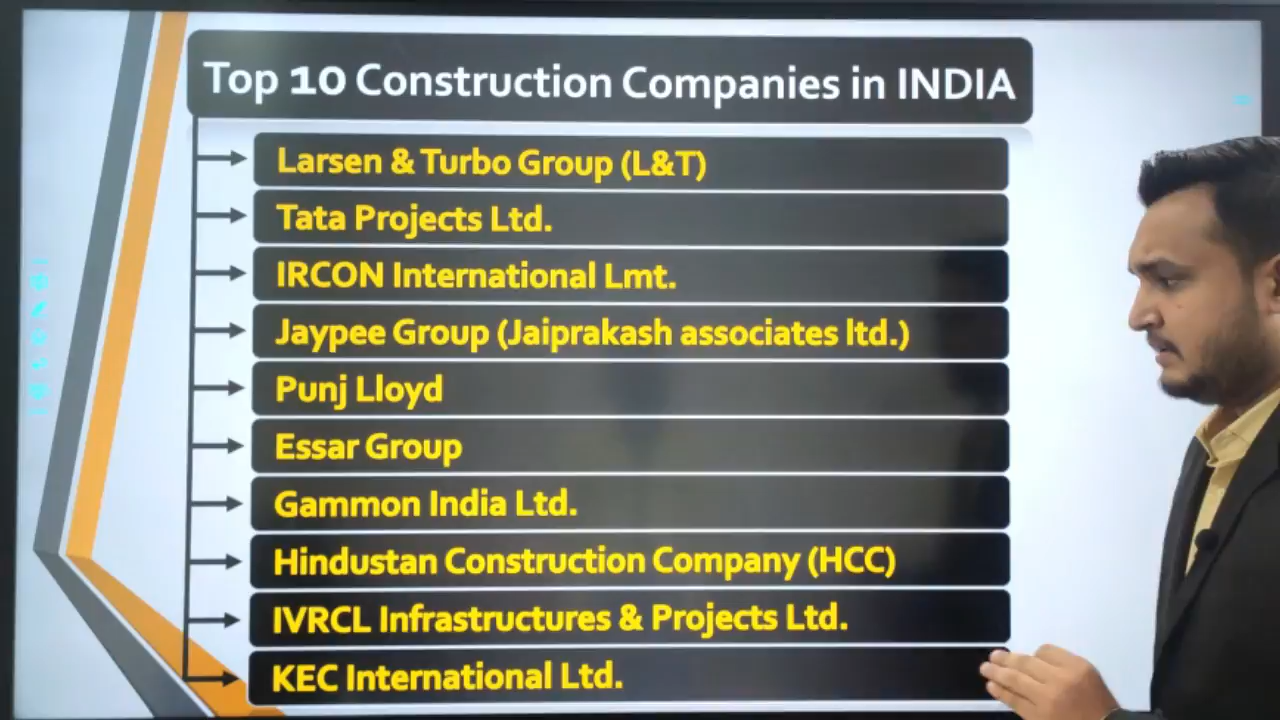 Top 10 Construction Companies in INDIA
Larsen & Turbo Group (L&T)
Tata Projects Ltd.
IRCON International Lmt.
Jaypee Group (Jaiprakash associates ltd.)
Punj Lloyd
Essar Group
Gammon India Ltd.
Hindustan Construction Company (HCC)
IVRCL Infrastructures & Projects Ltd.
KEC International Ltd.